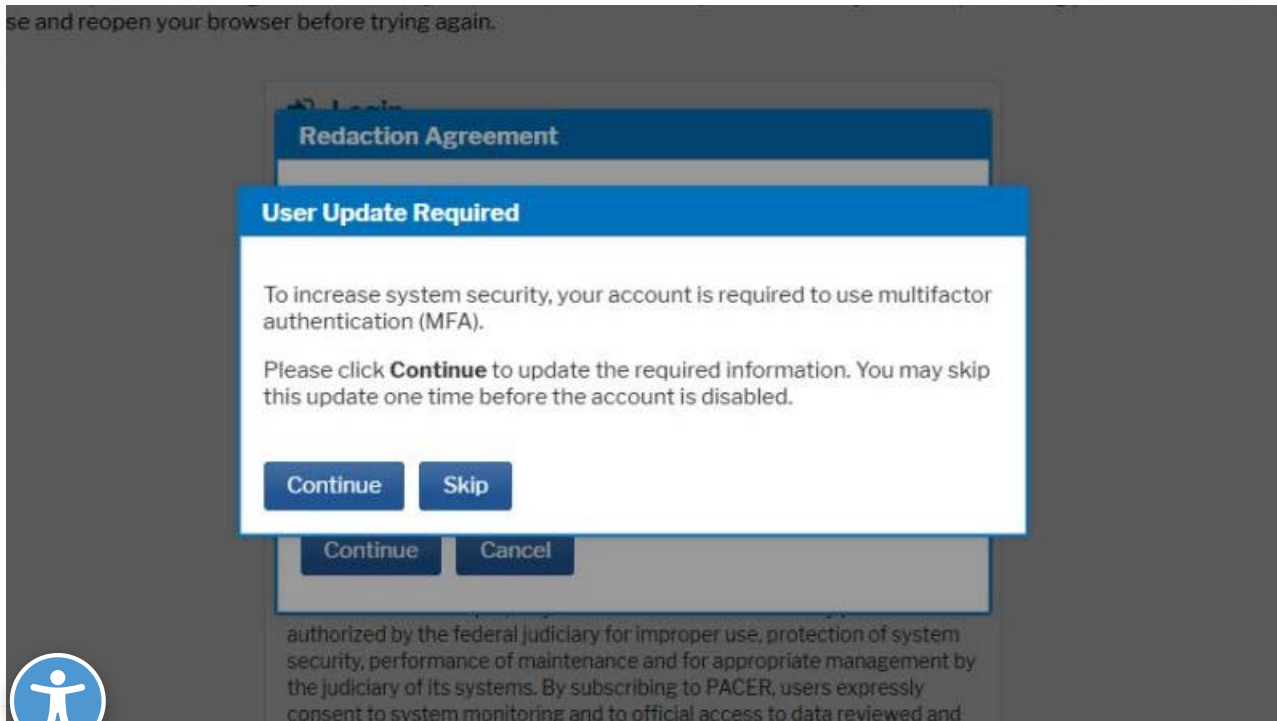 se and reopen your browser before trying again.
Login
Redaction Agreement
User Update Required
To increase system security, your account is required to use multifactor
authentication (MFA).
Please click Continue to update the required information. You may skip
this update one time before the account is disabled.
Continue Skip
Continue Cancel
authorized by the federal judiciary for improper use, protection of system
security, performance of maintenance and for appropriate management by
the judiciary of its systems. By subscribing to PACER, users expressly
consent to system monitoring and to official access to data reviewed and